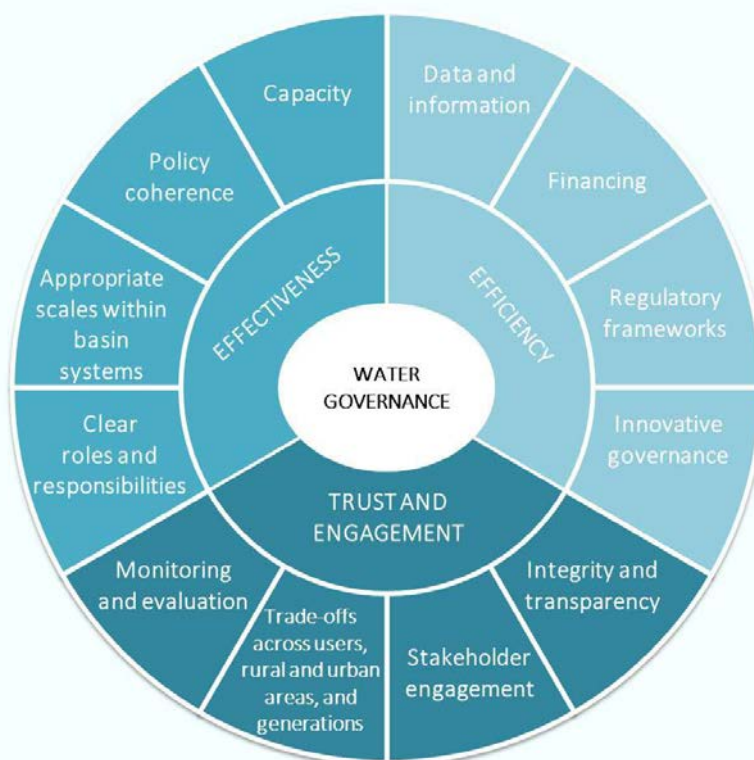 Capacity
Data and
information
Policy
coherence
Financing
Appropriate
scales within
basin
systems
Regulatory
frameworks
EFFECTIVENESS
EFFICIENCY
WATER
GOVERNANCE
Clear
roles and
responsibilities
Innovative
governance
TRUST AND
ENGAGEMENT
Monitoring
and evaluation
Integrity and
transparency
Trade-offs
across users,
rural and urban
areas, and
generations
Stakeholder
engagement